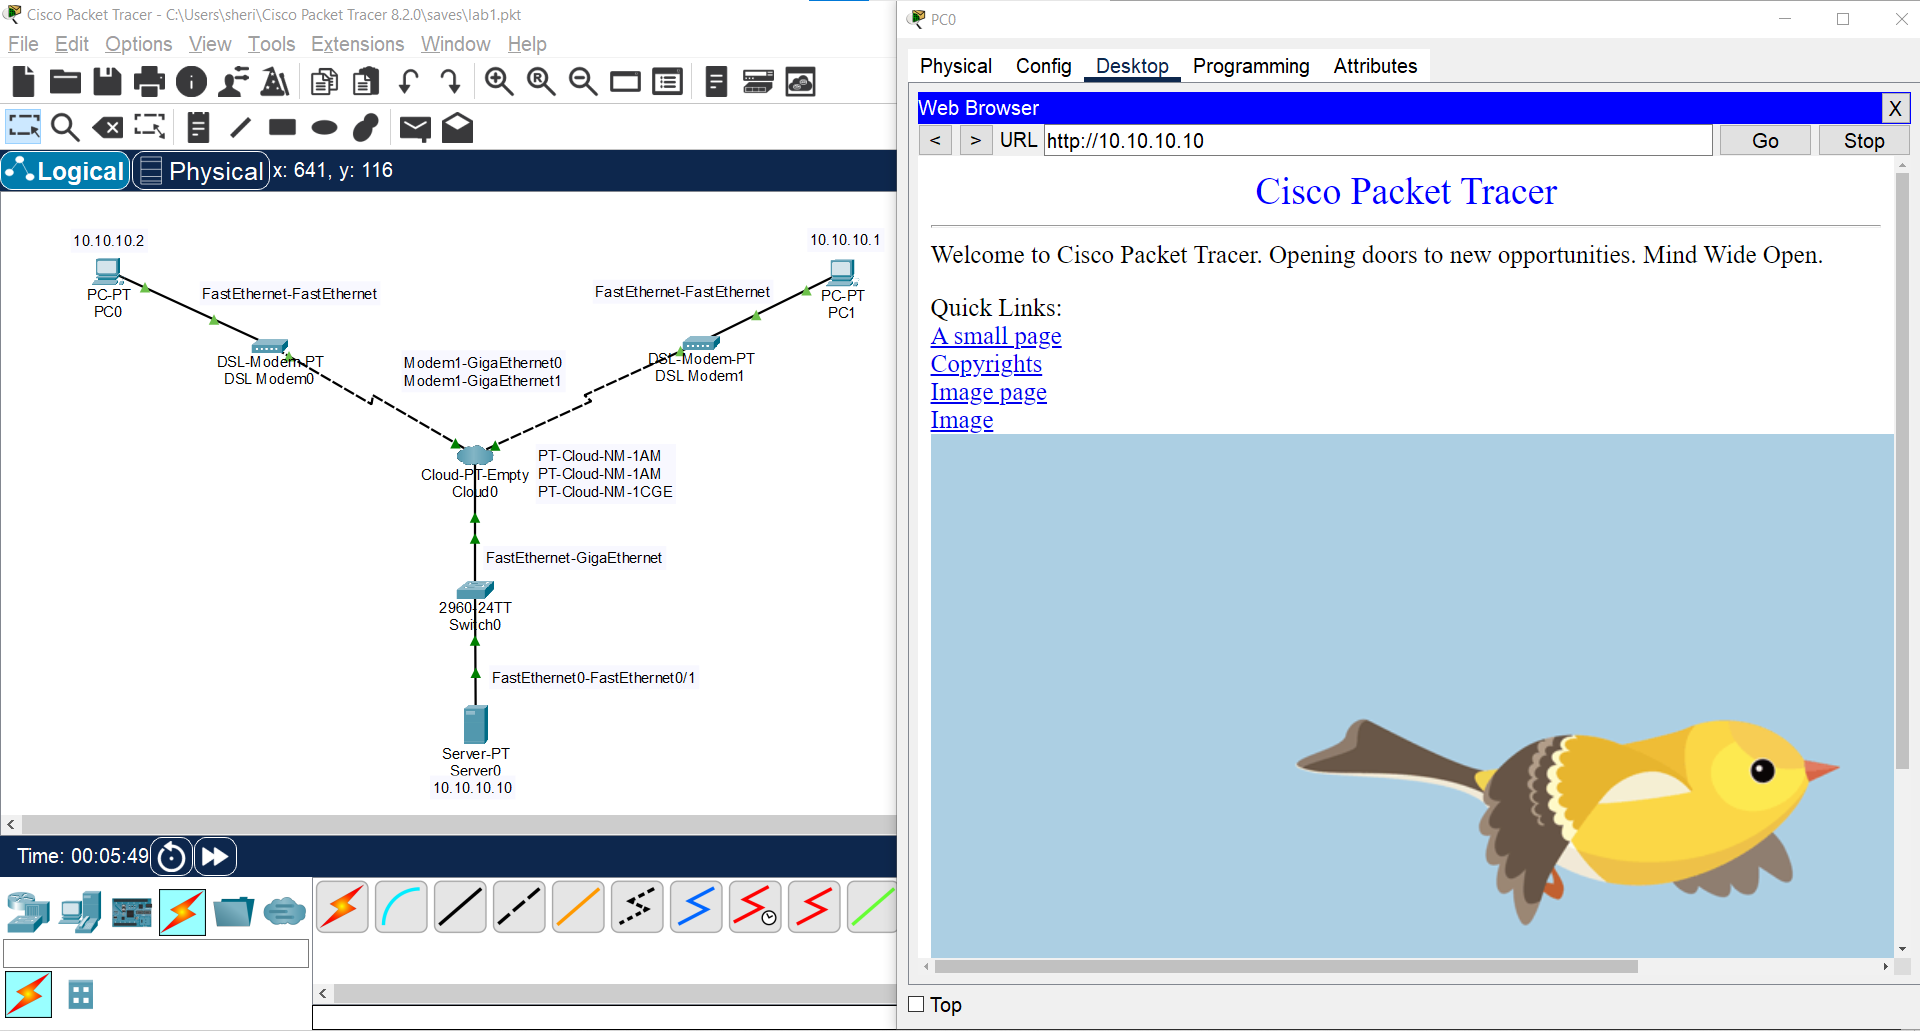 Cisco Packet Tracer - C:\Users\sheri\Cisco Packet Tracer 8.2.0\saves\lab1.pkt
File Edit Options View Tools Extensions Window Help
Logical Physical x: 641, y: 116
10.10.10.2
PC-PT
PC0
FastEthernet-FastEthernet
DSL-Modem-PT
DSL Modem0
Modem1-GigaEthernet0
Modem1-GigaEthernet1
FastEthernet-FastEthernet
10.10.10.1
PC-PT
PC1
DSL-Modem-PT
DSL Modem1
Cloud-PT-Empty
Cloud0
PT-Cloud-NM-1AM
PT-Cloud-NM-1AM
PT-Cloud-NM-1CGE
FastEthernet-GigaEthernet
2960-24TT
Switch0
FastEthernet0-FastEthernet0/1
Server-PT
Server0
10.10.10.10
Time: 00:05:49
PC0
Physical Config Desktop Programming Attributes
Web Browser X
< > URL http://10.10.10.10 Go Stop
Cisco Packet Tracer
Welcome to Cisco Packet Tracer. Opening doors to new opportunities. Mind Wide Open.
Quick Links:
A small page
Copyrights
Image page
Image
Top